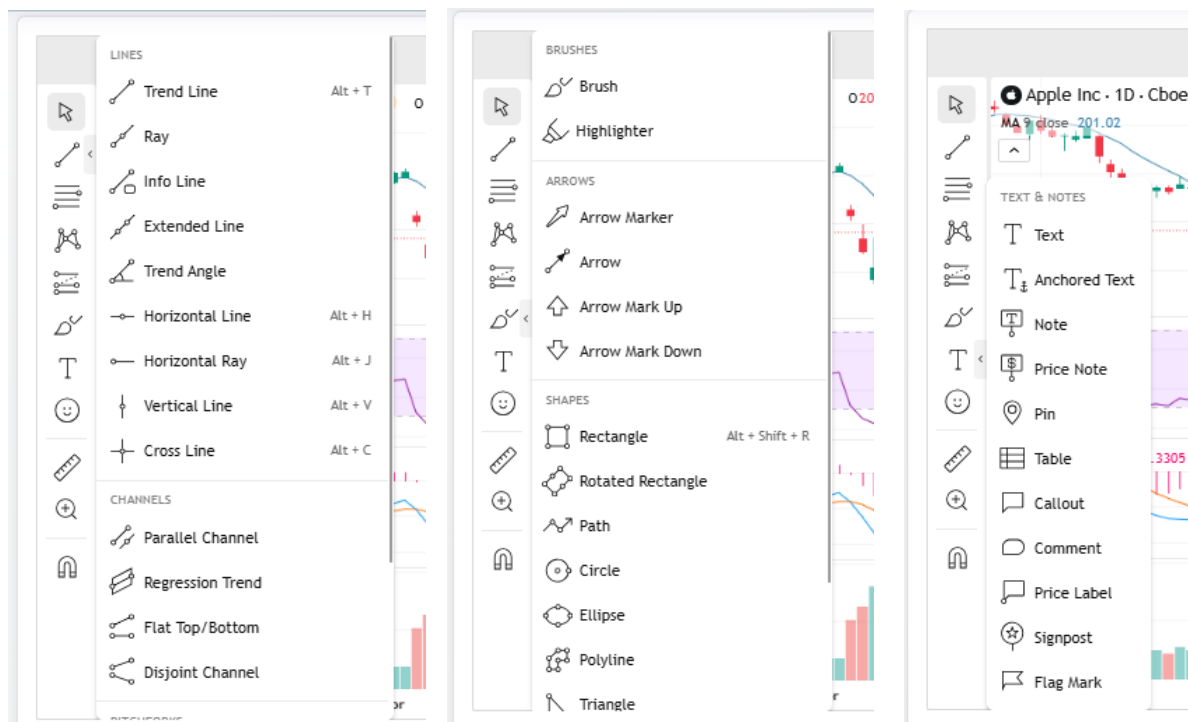 LINES
Trend Line Alt + T
Ray
Info Line
Extended Line
Trend Angle
Horizontal Line Alt + H
Horizontal Ray Alt + J
Vertical Line Alt + V
Cross Line Alt + C
CHANNELS
Parallel Channel
Regression Trend
Flat Top/Bottom
Disjoint Channel
O
BRUSHES
Brush
Highlighter
ARROWS
Arrow Marker
Arrow
Arrow Mark Up
Arrow Mark Down
SHAPES
Rectangle Alt + Shift + R
Rotated Rectangle
Path
Circle
Ellipse
Polyline
Triangle
O20
Apple Inc · 1D · Cboe
MA 9 close 201.02
TEXT & NOTES
Text
Anchored Text
Note
Price Note
Pin
Table
Callout
Comment
Price Label
Signpost
Flag Mark
.3305